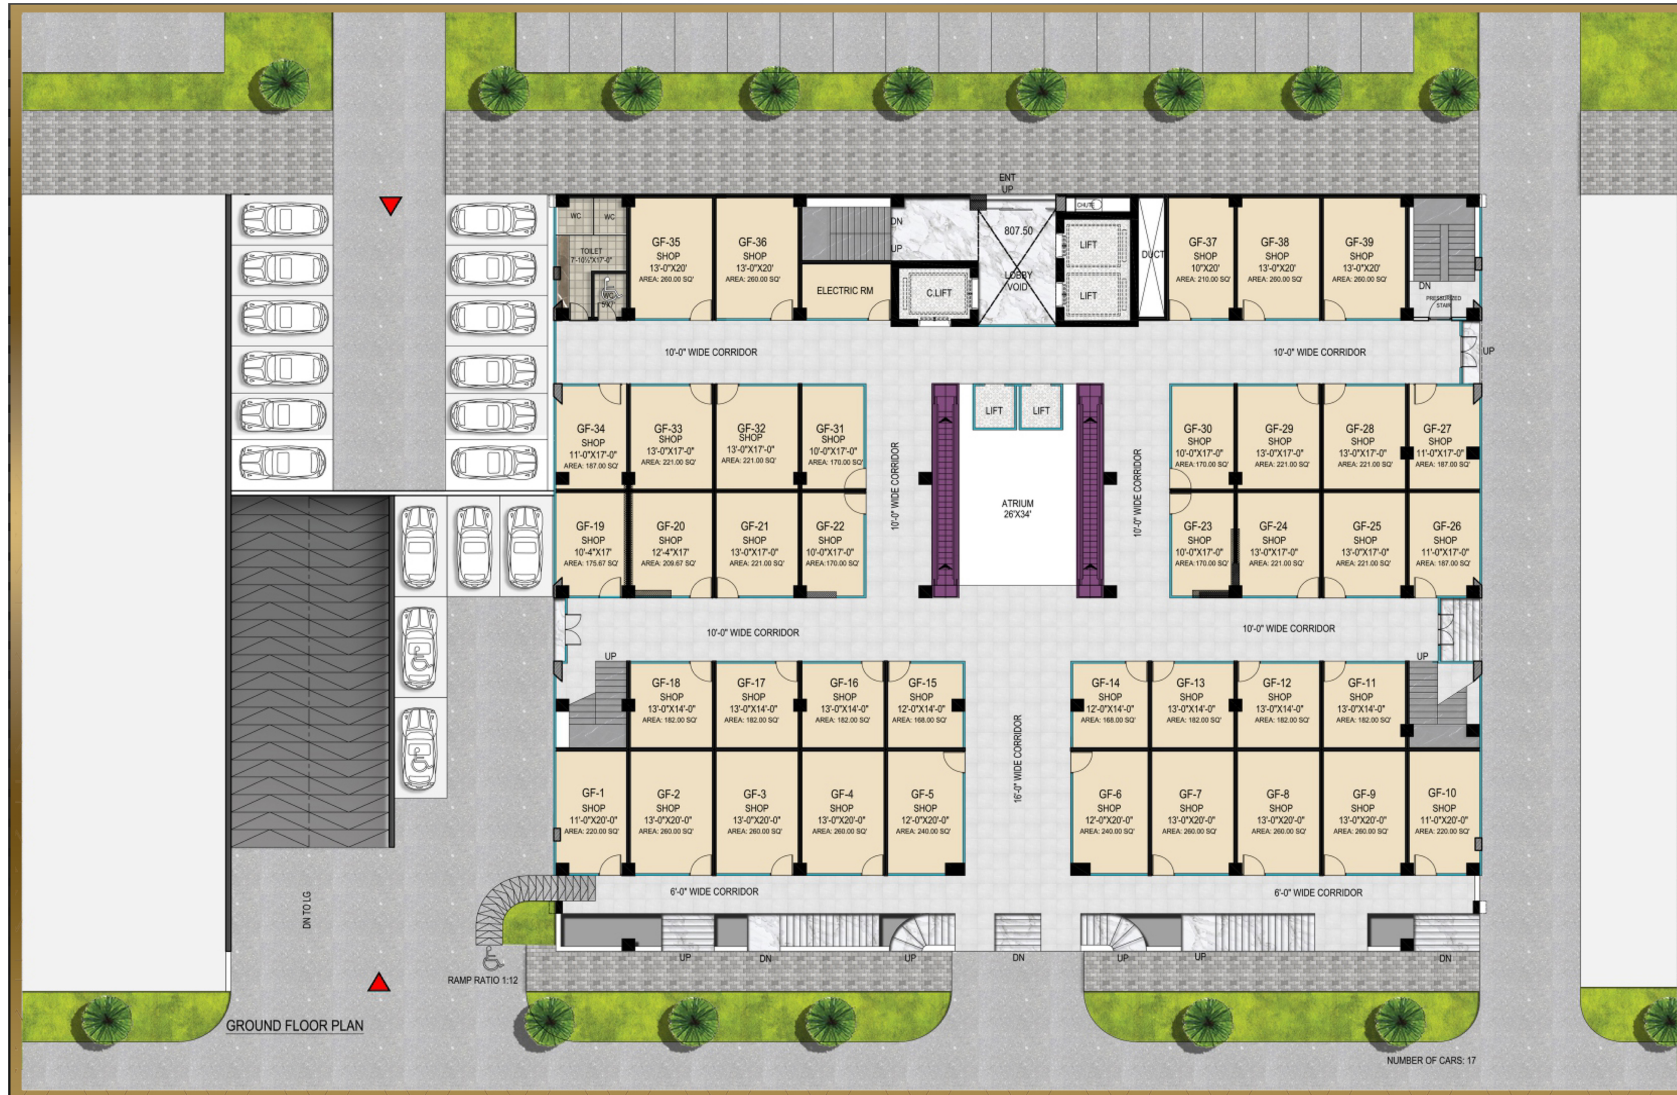 ENT
UP
WC
WC
TOILET
7'-10½"X17'-0"
WC
GF-35
SHOP
13'-0"X20'
AREA: 260.00 SQ'
GF-36
SHOP
13'-0"X20'
AREA: 260.00 SQ'
DN
UP
ELECTRIC RM
C.LIFT
807.50
LOBBY
VOID
CHUTE
LIFT
LIFT
DUCT
GF-37
SHOP
10"X20'
AREA: 210.00 SQ'
GF-38
SHOP
13'-0"X20'
AREA: 260.00 SQ'
GF-39
SHOP
13'-0"X20'
AREA: 260.00 SQ'
DN
PRESSURIZED
STAIR
10'-0" WIDE CORRIDOR
10'-0" WIDE CORRIDOR
UP
GF-34
SHOP
11'-0"X17'-0"
AREA: 187.00 SQ'
GF-33
SHOP
13'-0"X17'-0"
AREA: 221.00 SQ'
GF-32
SHOP
13'-0"X17'-0"
AREA: 221.00 SQ'
GF-31
SHOP
10'-0"X17'-0"
AREA: 170.00 SQ'
10'-0" WIDE CORRIDOR
LIFT
LIFT
ATRIUM
26'X34'
10'-0" WIDE CORRIDOR
GF-30
SHOP
10'-0"X17'-0"
AREA:170.00 SQ'
GF-29
SHOP
13'-0"X17'-0"
AREA: 221.00 SQ'
GF-28
SHOP
13'-0"X17'-0"
AREA: 221.00 SQ'
GF-27
SHOP
11'-0"X17'-0"
AREA: 187.00 SQ'
GF-19
SHOP
10'-4"X17'
AREA: 175.67 SQ'
GF-20
SHOP
12'-4"X17'
AREA: 209.67 SQ'
GF-21
SHOP
13'-0"X17'-0"
AREA: 221.00 SQ'
GF-22
SHOP
10'-0"X17'-0"
AREA: 170.00 SQ'
GF-23
SHOP
10'-0"X17'-0"
AREA:170.00 SQ'
GF-24
SHOP
13'-0"X17'-0"
AREA: 221.00 SQ'
GF-25
SHOP
13'-0"X17'-0"
AREA: 221.00 SQ'
GF-26
SHOP
11'-0"X17'-0"
AREA: 187.00 SQ'
10'-0" WIDE CORRIDOR
10'-0" WIDE CORRIDOR
UP
GF-18
SHOP
13'-0"X14'-0"
AREA: 182.00 SQ'
GF-17
SHOP
13'-0"X14'-0"
AREA: 182.00 SQ'
GF-16
SHOP
13'-0"X14'-0"
AREA: 182.00 SQ'
GF-15
SHOP
12'-0"X14'-0"
AREA: 168.00 SQ'
16'-0" WIDE CORRIDOR
GF-14
SHOP
12'-0"X14'-0"
AREA: 168.00 SQ'
GF-13
SHOP
13'-0"X14'-0"
AREA: 182.00 SQ'
GF-12
SHOP
13'-0"X14'-0"
AREA: 182.00 SQ'
GF-11
SHOP
13'-0"X14'-0"
AREA: 182.00 SQ'
UP
GF-1
SHOP
11'-0"X20'-0"
AREA: 220.00 SQ'
GF-2
SHOP
13'-0"X20'-0"
AREA: 260.00 SQ'
GF-3
SHOP
13'-0"X20'-0"
AREA: 260.00 SQ'
GF-4
SHOP
13'-0"X20'-0"
AREA: 260.00 SQ'
GF-5
SHOP
12'-0"X20'-0"
AREA: 240.00 SQ'
GF-6
SHOP
12'-0"X20'-0"
AREA: 240.00 SQ'
GF-7
SHOP
13'-0"X20'-0"
AREA: 260.00 SQ'
GF-8
SHOP
13'-0"X20'-0"
AREA: 260.00 SQ'
GF-9
SHOP
13'-0"X20'-0"
AREA: 260.00 SQ'
GF-10
SHOP
11'-0"X20'-0"
AREA: 220.00 SQ'
6'-0" WIDE CORRIDOR
6'-0" WIDE CORRIDOR
DN TO LG
UP
DN
UP
DN
UP
UP
DN
RAMP RATIO 1:12
GROUND FLOOR PLAN
NUMBER OF CARS: 17